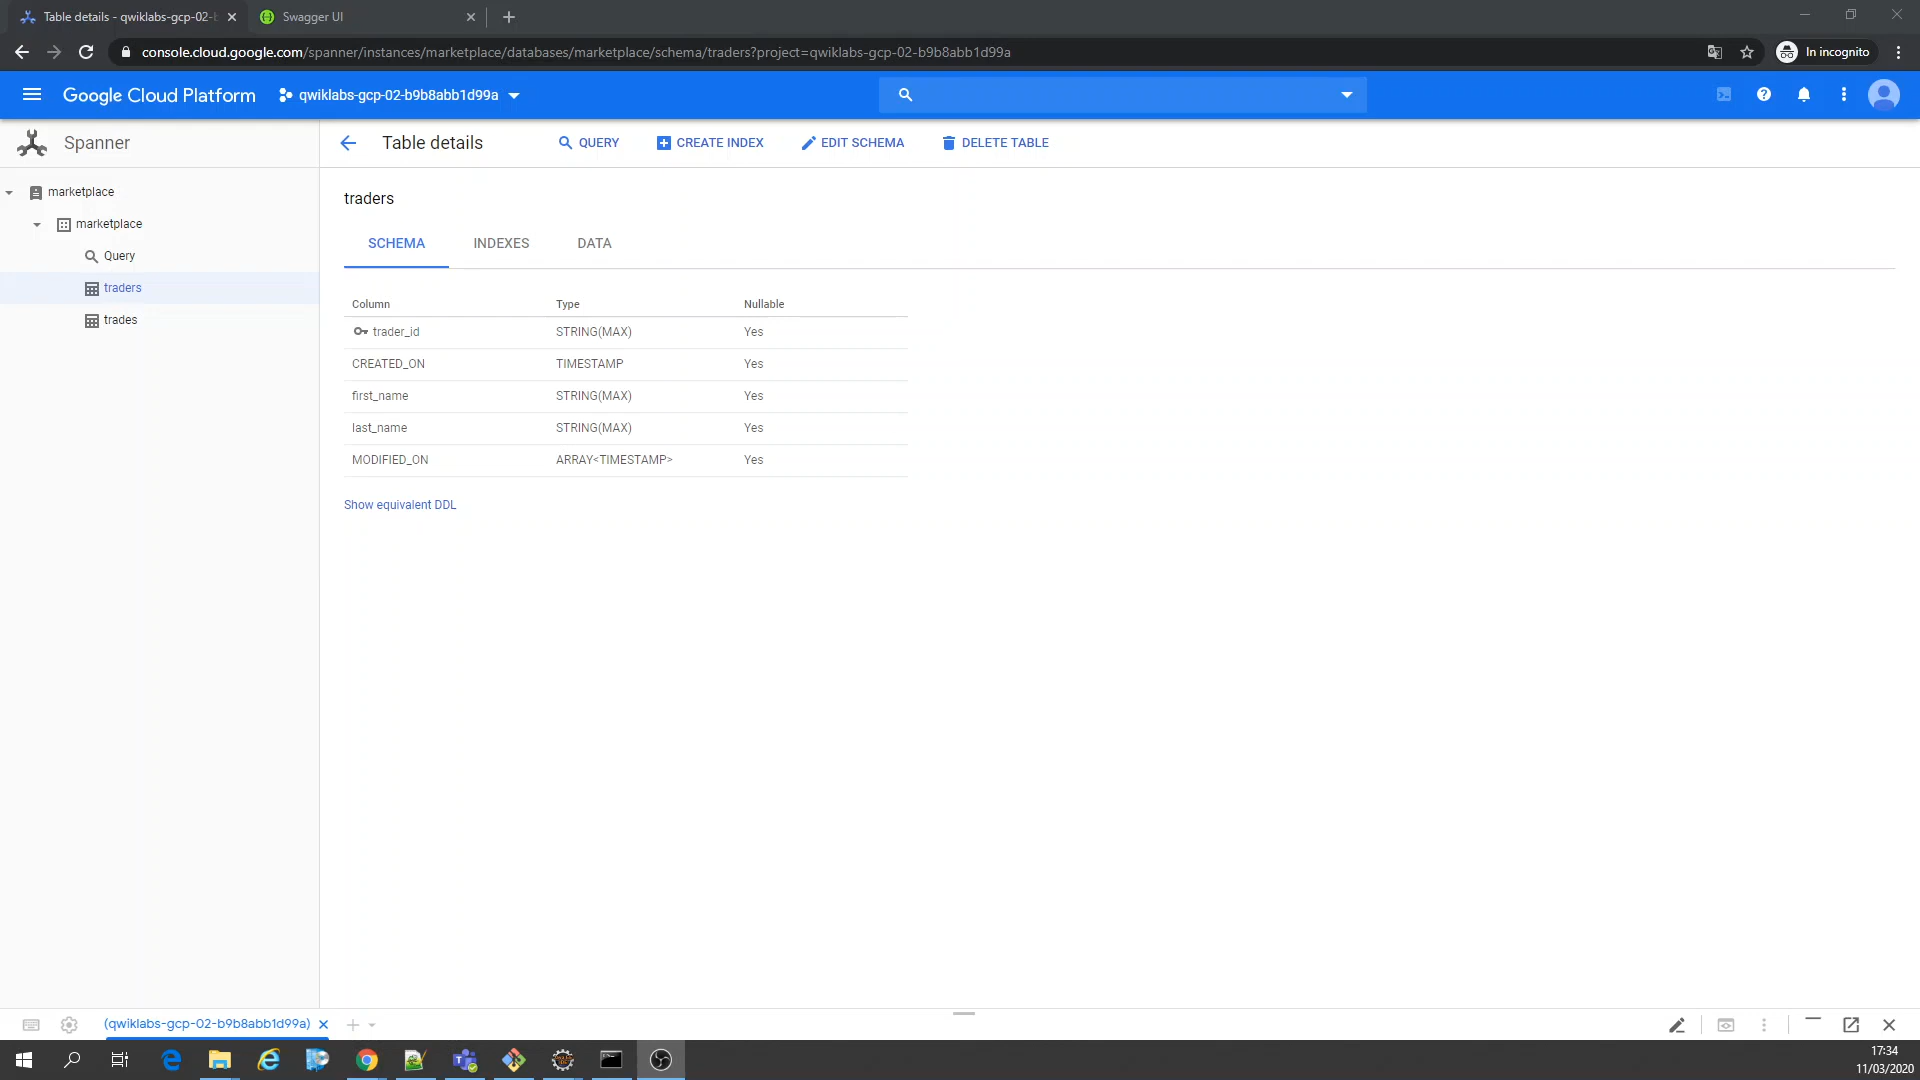 Table details - qwiklabs-gcp-02-b
Swagger UI
console.cloud.google.com/spanner/instances/marketplace/databases/marketplace/schema/traders?project=qwiklabs-gcp-02-b9b8abb1d99a
In incognito
Google Cloud Platform
qwiklabs-gcp-02-b9b8abb1d99a
Spanner
Table details
QUERY
CREATE INDEX
EDIT SCHEMA
DELETE TABLE
marketplace
marketplace
Query
traders
trades
traders
SCHEMA INDEXES DATA
Column Type Nullable
trader_id STRING(MAX) Yes
CREATED_ON TIMESTAMP Yes
first_name STRING(MAX) Yes
last_name STRING(MAX) Yes
MODIFIED_ON ARRAY<TIMESTAMP> Yes
Show equivalent DDL
(qwiklabs-gcp-02-b9b8abb1d99a)
17:34
11/03/2020